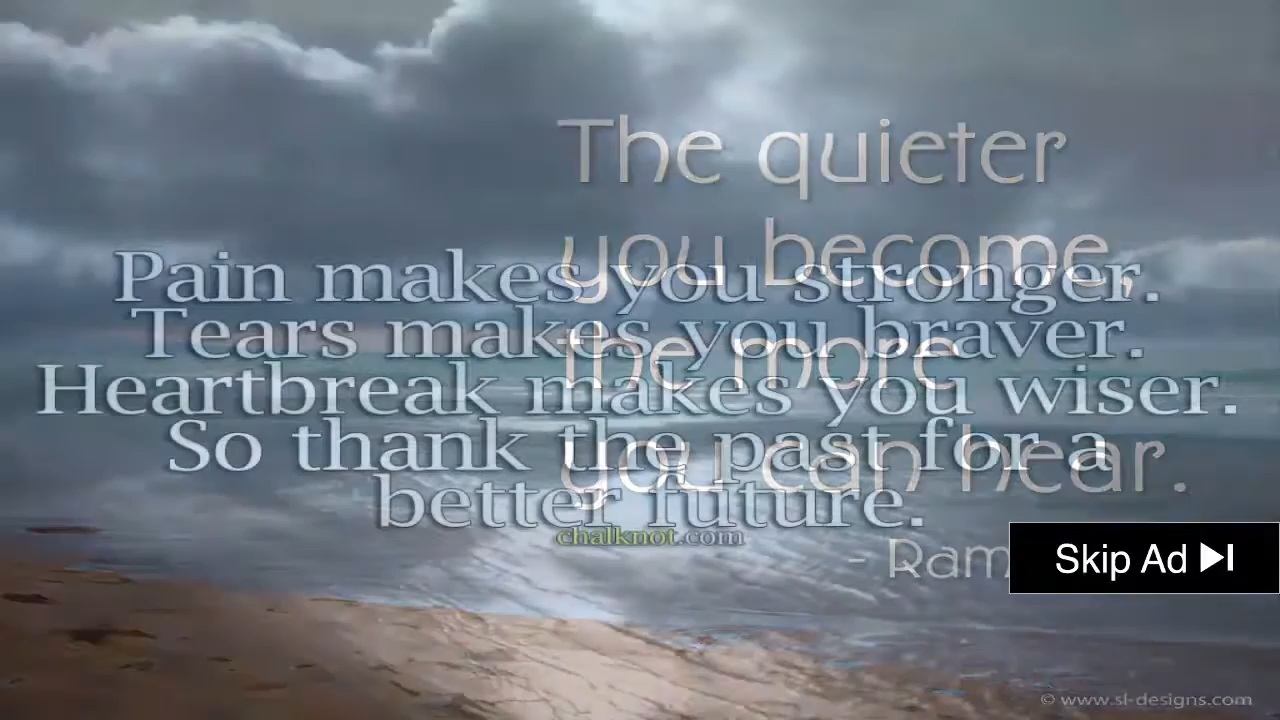 The quieter
you become,
the more
you can hear.
- Ram
Pain makes you stronger.
Tears makes you braver.
Heartbreak makes you wiser.
So thank the past for a
better future.
chalknot.com
Skip Ad
© www.sl-designs.com